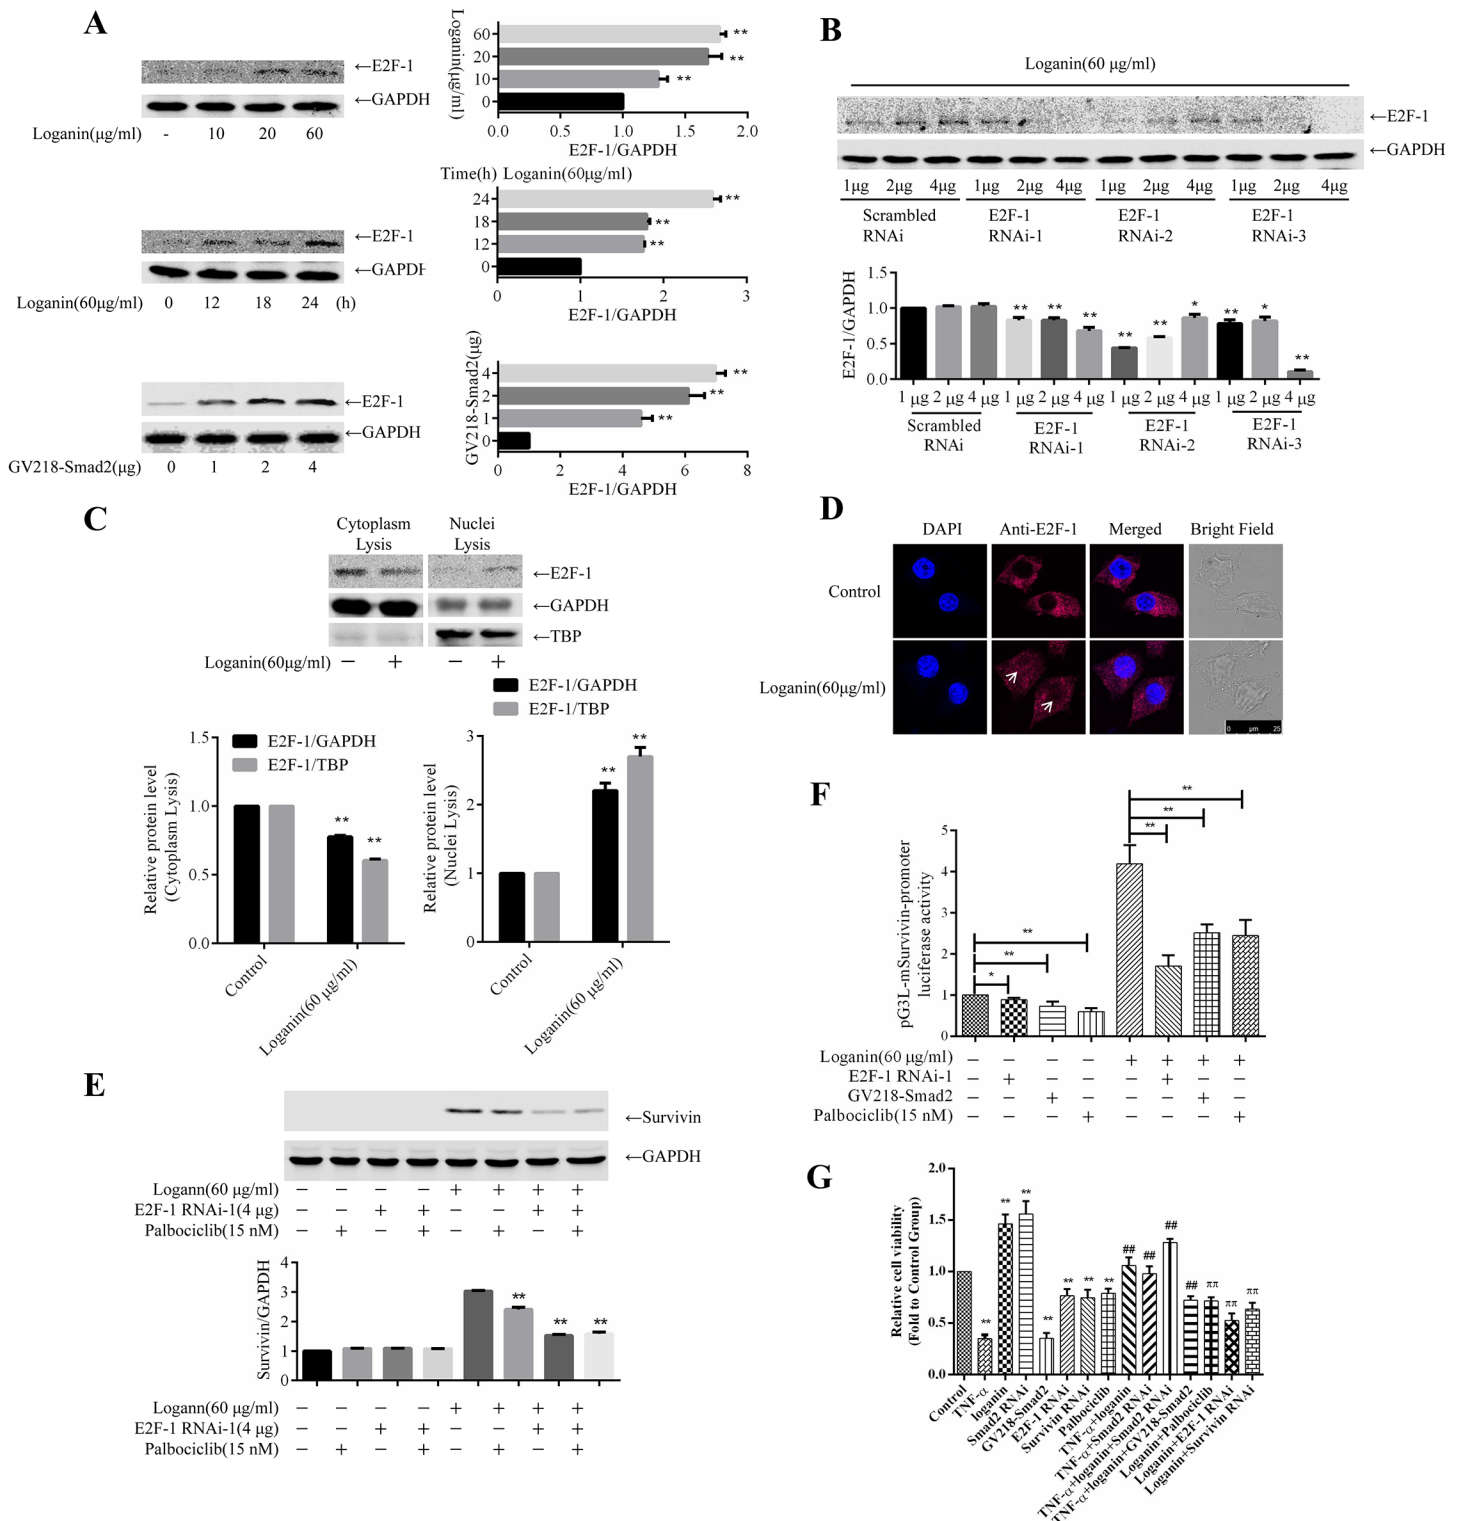 A
←E2F-1
←GAPDH
Loganin(μg/ml) - 10 20 60
Loganin(μg/ml)
60
20
10
0
**
**
**
0.0 0.5 1.0 1.5 2.0
E2F-1/GAPDH
←E2F-1
←GAPDH
Loganin(60μg/ml) 0 12 18 24 (h)
Time(h) Loganin(60μg/ml)
24
18
12
0
**
**
**
0 1 2 3
E2F-1/GAPDH
←E2F-1
←GAPDH
GV218-Smad2(μg) 0 1 2 4
GV218-Smad2(μg)
4
2
1
0
**
**
**
0 2 4 6 8
E2F-1/GAPDH
B
Loganin(60 μg/ml)
←E2F-1
←GAPDH
1μg 2μg 4μg 1μg 2μg 4μg 1μg 2μg 4μg 1μg 2μg 4μg
Scrambled RNAi
E2F-1 RNAi-1
E2F-1 RNAi-2
E2F-1 RNAi-3
E2F-1/GAPDH
1.5
1.0
0.5
0.0
** ** ** ** ** * ** * **
1 μg 2 μg 4 μg 1 μg 2 μg 4 μg 1 μg 2 μg 4 μg 1 μg 2 μg 4 μg
Scrambled RNAi
E2F-1 RNAi-1
E2F-1 RNAi-2
E2F-1 RNAi-3
C
Cytoplasm Lysis
Nuclei Lysis
←E2F-1
←GAPDH
←TBP
Loganin(60μg/ml) − + − +
E2F-1/GAPDH
E2F-1/TBP
Relative protein level
(Cytoplasm Lysis)
1.5
1.0
0.5
0.0
** **
Control
Loganin(60 μg/ml)
E2F-1/GAPDH
E2F-1/TBP
Relative protein level
(Nuclei Lysis)
3
2
1
0
** **
Control
Loganin(60 μg/ml)
D
DAPI Anti-E2F-1 Merged Bright Field
Control
Loganin(60μg/ml)
0 μm 25
E
←Survivin
←GAPDH
Logann(60 μg/ml) − − − − + + + +
E2F-1 RNAi-1(4 μg) − − + + − − + +
Palbociclib(15 nM) − + − + − + − +
Survivin/GAPDH
4
3
2
1
0
** ** **
Logann(60 μg/ml) − − − − + + + +
E2F-1 RNAi-1(4 μg) − − + + − − + +
Palbociclib(15 nM) − + − + − + − +
F
pG3L-mSurvivin-promoter
luciferase activity
5
4
3
2
1
0
*
**
**
**
**
**
Loganin(60 μg/ml) − − − − + + + +
E2F-1 RNAi-1 − + − − − + − −
GV218-Smad2 − − + − − − + −
Palbociclib(15 nM) − − − + − − − +
G
Relative cell viability
(Fold to Control Group)
2.0
1.5
1.0
0.5
0.0
** ** ** ** ** ** ** ## ## ## ## ππ ππ ππ
Control
TNF-α
loganin
Smad2 RNAi
GV218-Smad2
E2F-1 RNAi
Survivin RNAi
Palbociclib
TNF-α+loganin
TNF-α+Smad2 RNAi
TNF-α+loganin+Smad2 RNAi
TNF-α+loganin+GV218-Smad2
Loganin+Palbociclib
Loganin+E2F-1 RNAi
Loganin+Survivin RNAi